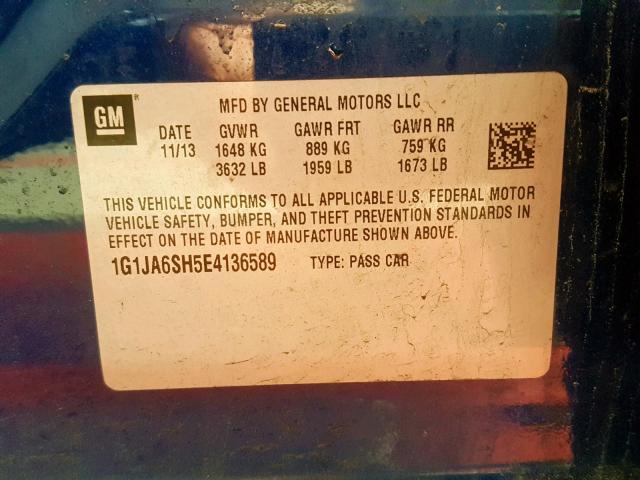 GM ® MFD BY GENERAL MOTORS LLC
DATE GVWR GAWR FRT GAWR RR
11/13 1648 KG 889 KG 759 KG
3632 LB 1959 LB 1673 LB
THIS VEHICLE CONFORMS TO ALL APPLICABLE U.S. FEDERAL MOTOR
VEHICLE SAFETY, BUMPER, AND THEFT PREVENTION STANDARDS IN
EFFECT ON THE DATE OF MANUFACTURE SHOWN ABOVE.
1G1JA6SH5E4136589 TYPE: PASS CAR